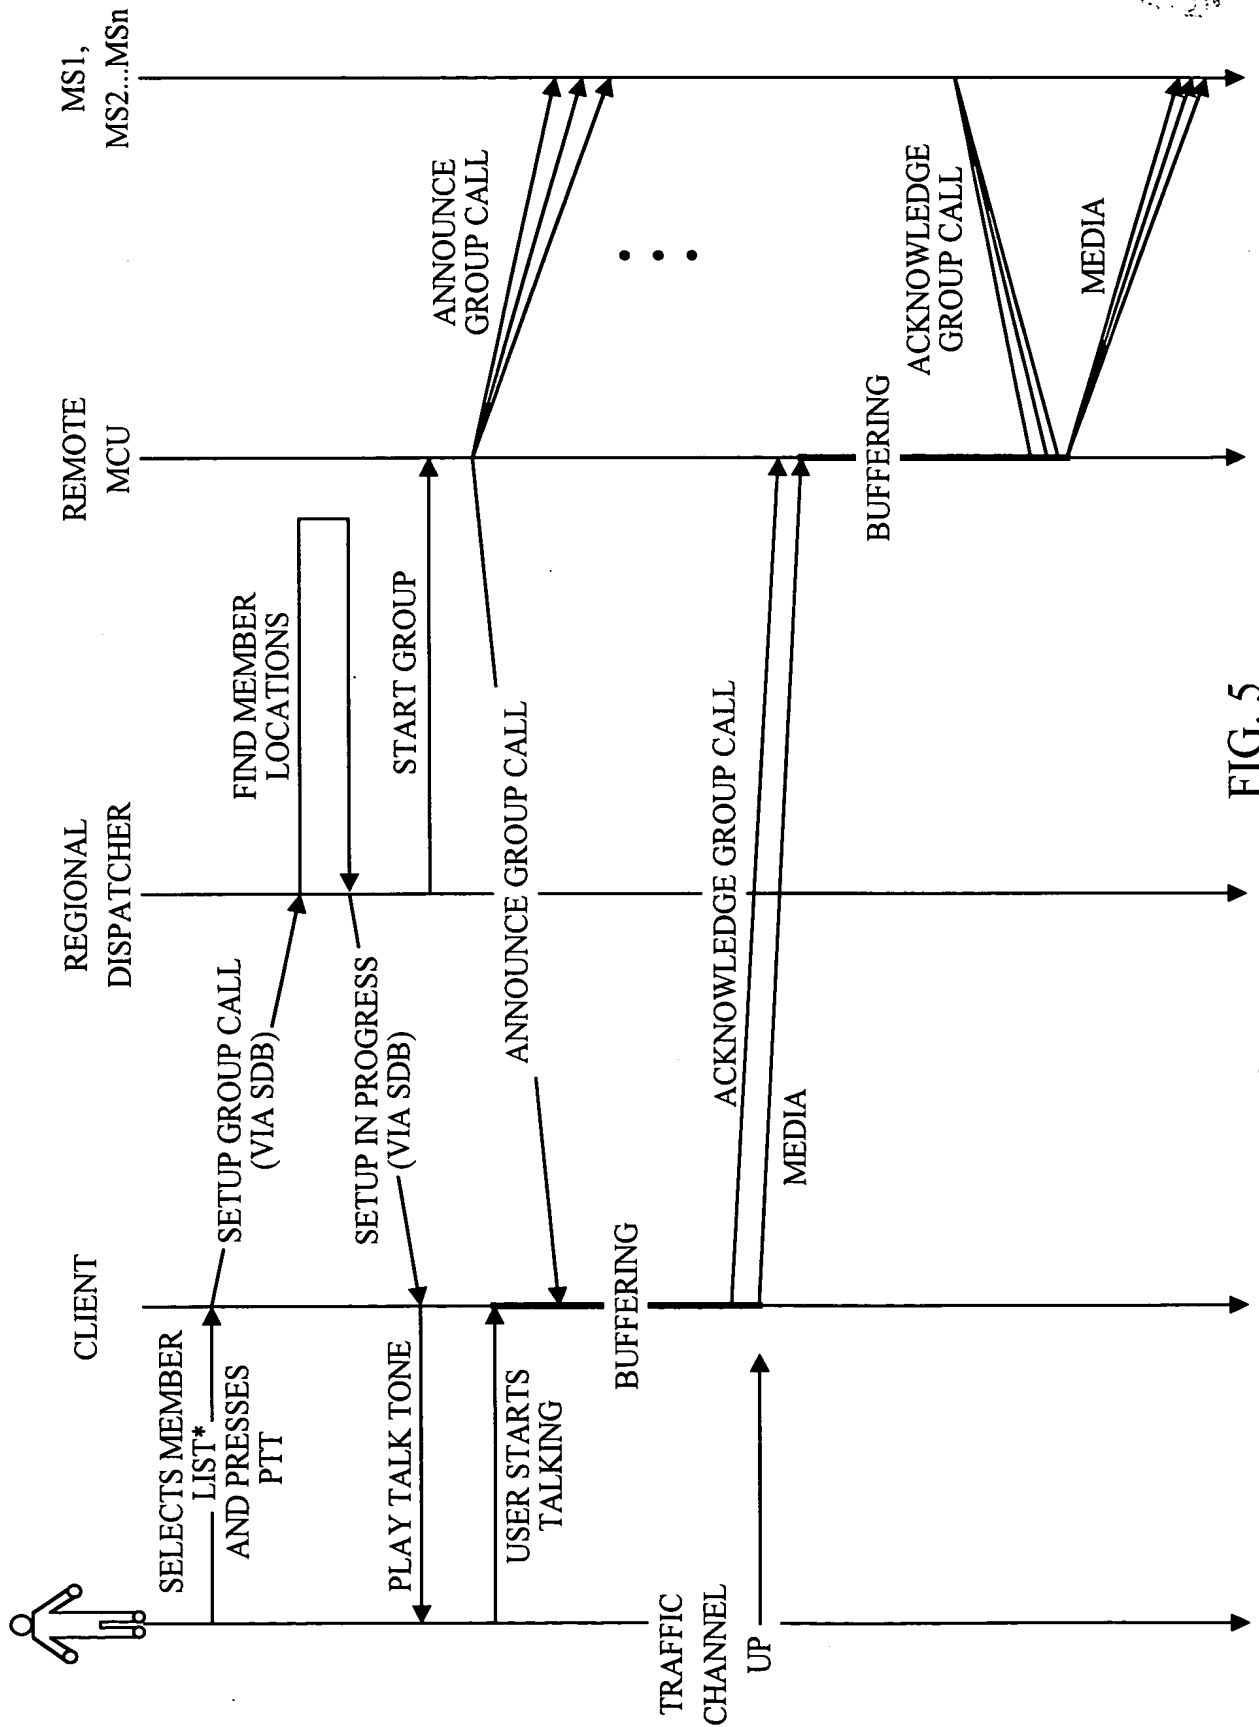 CLIENT
REGIONAL
DISPATCHER
REMOTE
MCU
MS1,
MS2...MSn
SELECTS MEMBER
LIST*
AND PRESSES
PTT
SETUP GROUP CALL
(VIA SDB)
FIND MEMBER
LOCATIONS
SETUP IN PROGRESS
(VIA SDB)
PLAY TALK TONE
START GROUP
ANNOUNCE
GROUP CALL
USER STARTS
TALKING
ANNOUNCE GROUP CALL
BUFFERING
TRAFFIC
CHANNEL
UP
ACKNOWLEDGE GROUP CALL
MEDIA
BUFFERING
ACKNOWLEDGE
GROUP CALL
MEDIA
FIG. 5